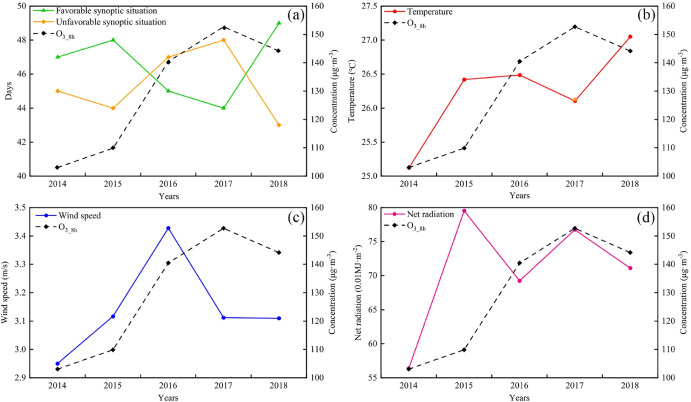 (a)
Favorable synoptic situation
Unfavorable synoptic situation
O3_8h
50
48
46
44
42
40
Days
160
150
140
130
120
110
100
Concentration (μg·m-3)
2014 2015 2016 2017 2018
Years
(b)
Temperature
O3_8h
27.5
27.0
26.5
26.0
25.5
25.0
Temperature (°C)
160
150
140
130
120
110
100
Concentration (μg·m-3)
2014 2015 2016 2017 2018
Years
(c)
Wind speed
O3_8h
3.5
3.4
3.3
3.2
3.1
3.0
2.9
Wind speed (m/s)
160
150
140
130
120
110
100
Concentration (μg·m-3)
2014 2015 2016 2017 2018
Years
(d)
Net radiation
O3_8h
80
75
70
65
60
55
Net radiation (0.01MJ·m-2)
160
150
140
130
120
110
100
Concentration (μg·m-3)
2014 2015 2016 2017 2018
Years